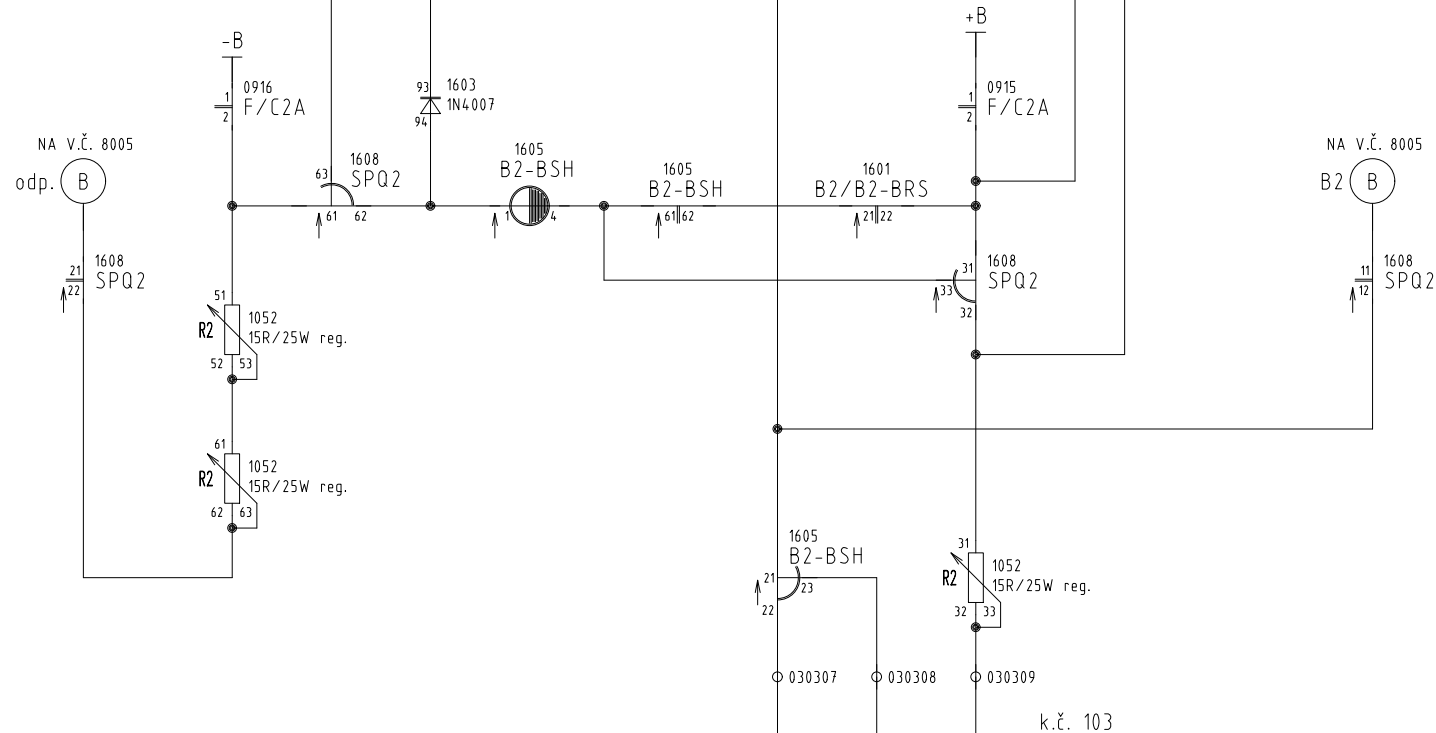 +B
-B
0916
F/C2A
1
2
93
1603
1N4007
94
0915
F/C2A
1
2
NA V.Č. 8005
odp.
B
NA V.Č. 8005
B2
B
1608
SPQ2
63
61
62
1605
B2-BSH
1
4
1605
B2-BSH
61
62
1601
B2/B2-BRS
21
22
1608
SPQ2
21
22
1608
SPQ2
31
33
32
1608
SPQ2
11
12
51
1052
R2
15R/25W reg.
52
53
61
1052
R2
15R/25W reg.
62
63
1605
B2-BSH
21
23
22
31
1052
R2
15R/25W reg.
32
33
030307
030308
030309
k.č. 103